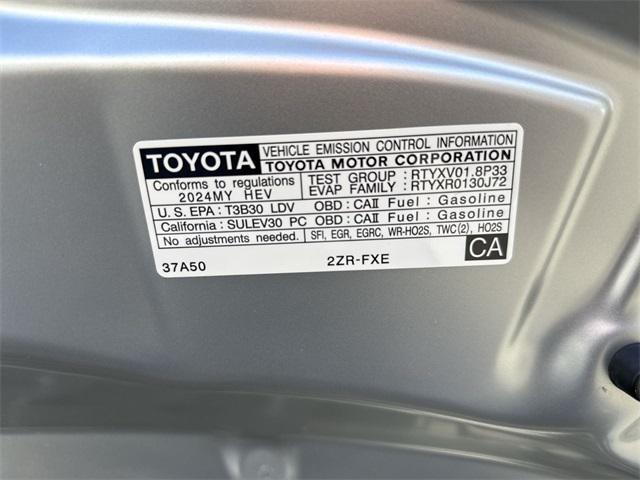 TOYOTA VEHICLE EMISSION CONTROL INFORMATION
TOYOTA MOTOR CORPORATION
Conforms to regulations TEST GROUP : RTYXV01.8P33
2024MY HEV EVAP FAMILY : RTYXR0130J72
U.S. EPA : T3B30 LDV OBD : CAII Fuel : Gasoline
California : SULEV30 PC OBD : CAII Fuel : Gasoline
No adjustments needed. SFI, EGR, EGRC, WR-HO2S, TWC(2), HO2S
37A50 2ZR-FXE CA